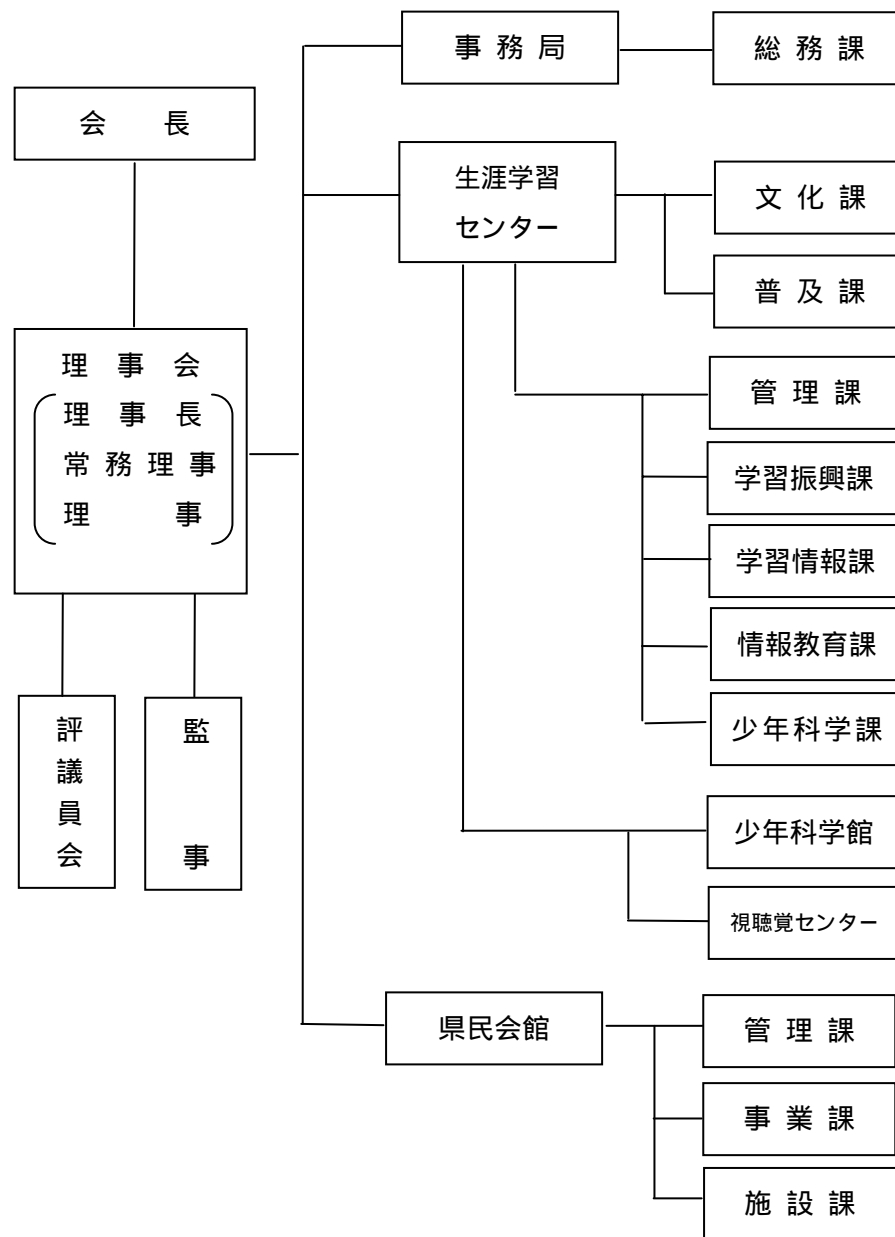 会長
理事会
理事長
常務理事
理事
評議員会
監事
事務局
総務課
生涯学習
センター
文化課
普及課
管理課
学習振興課
学習情報課
情報教育課
少年科学課
少年科学館
視聴覚センター
県民会館
管理課
事業課
施設課